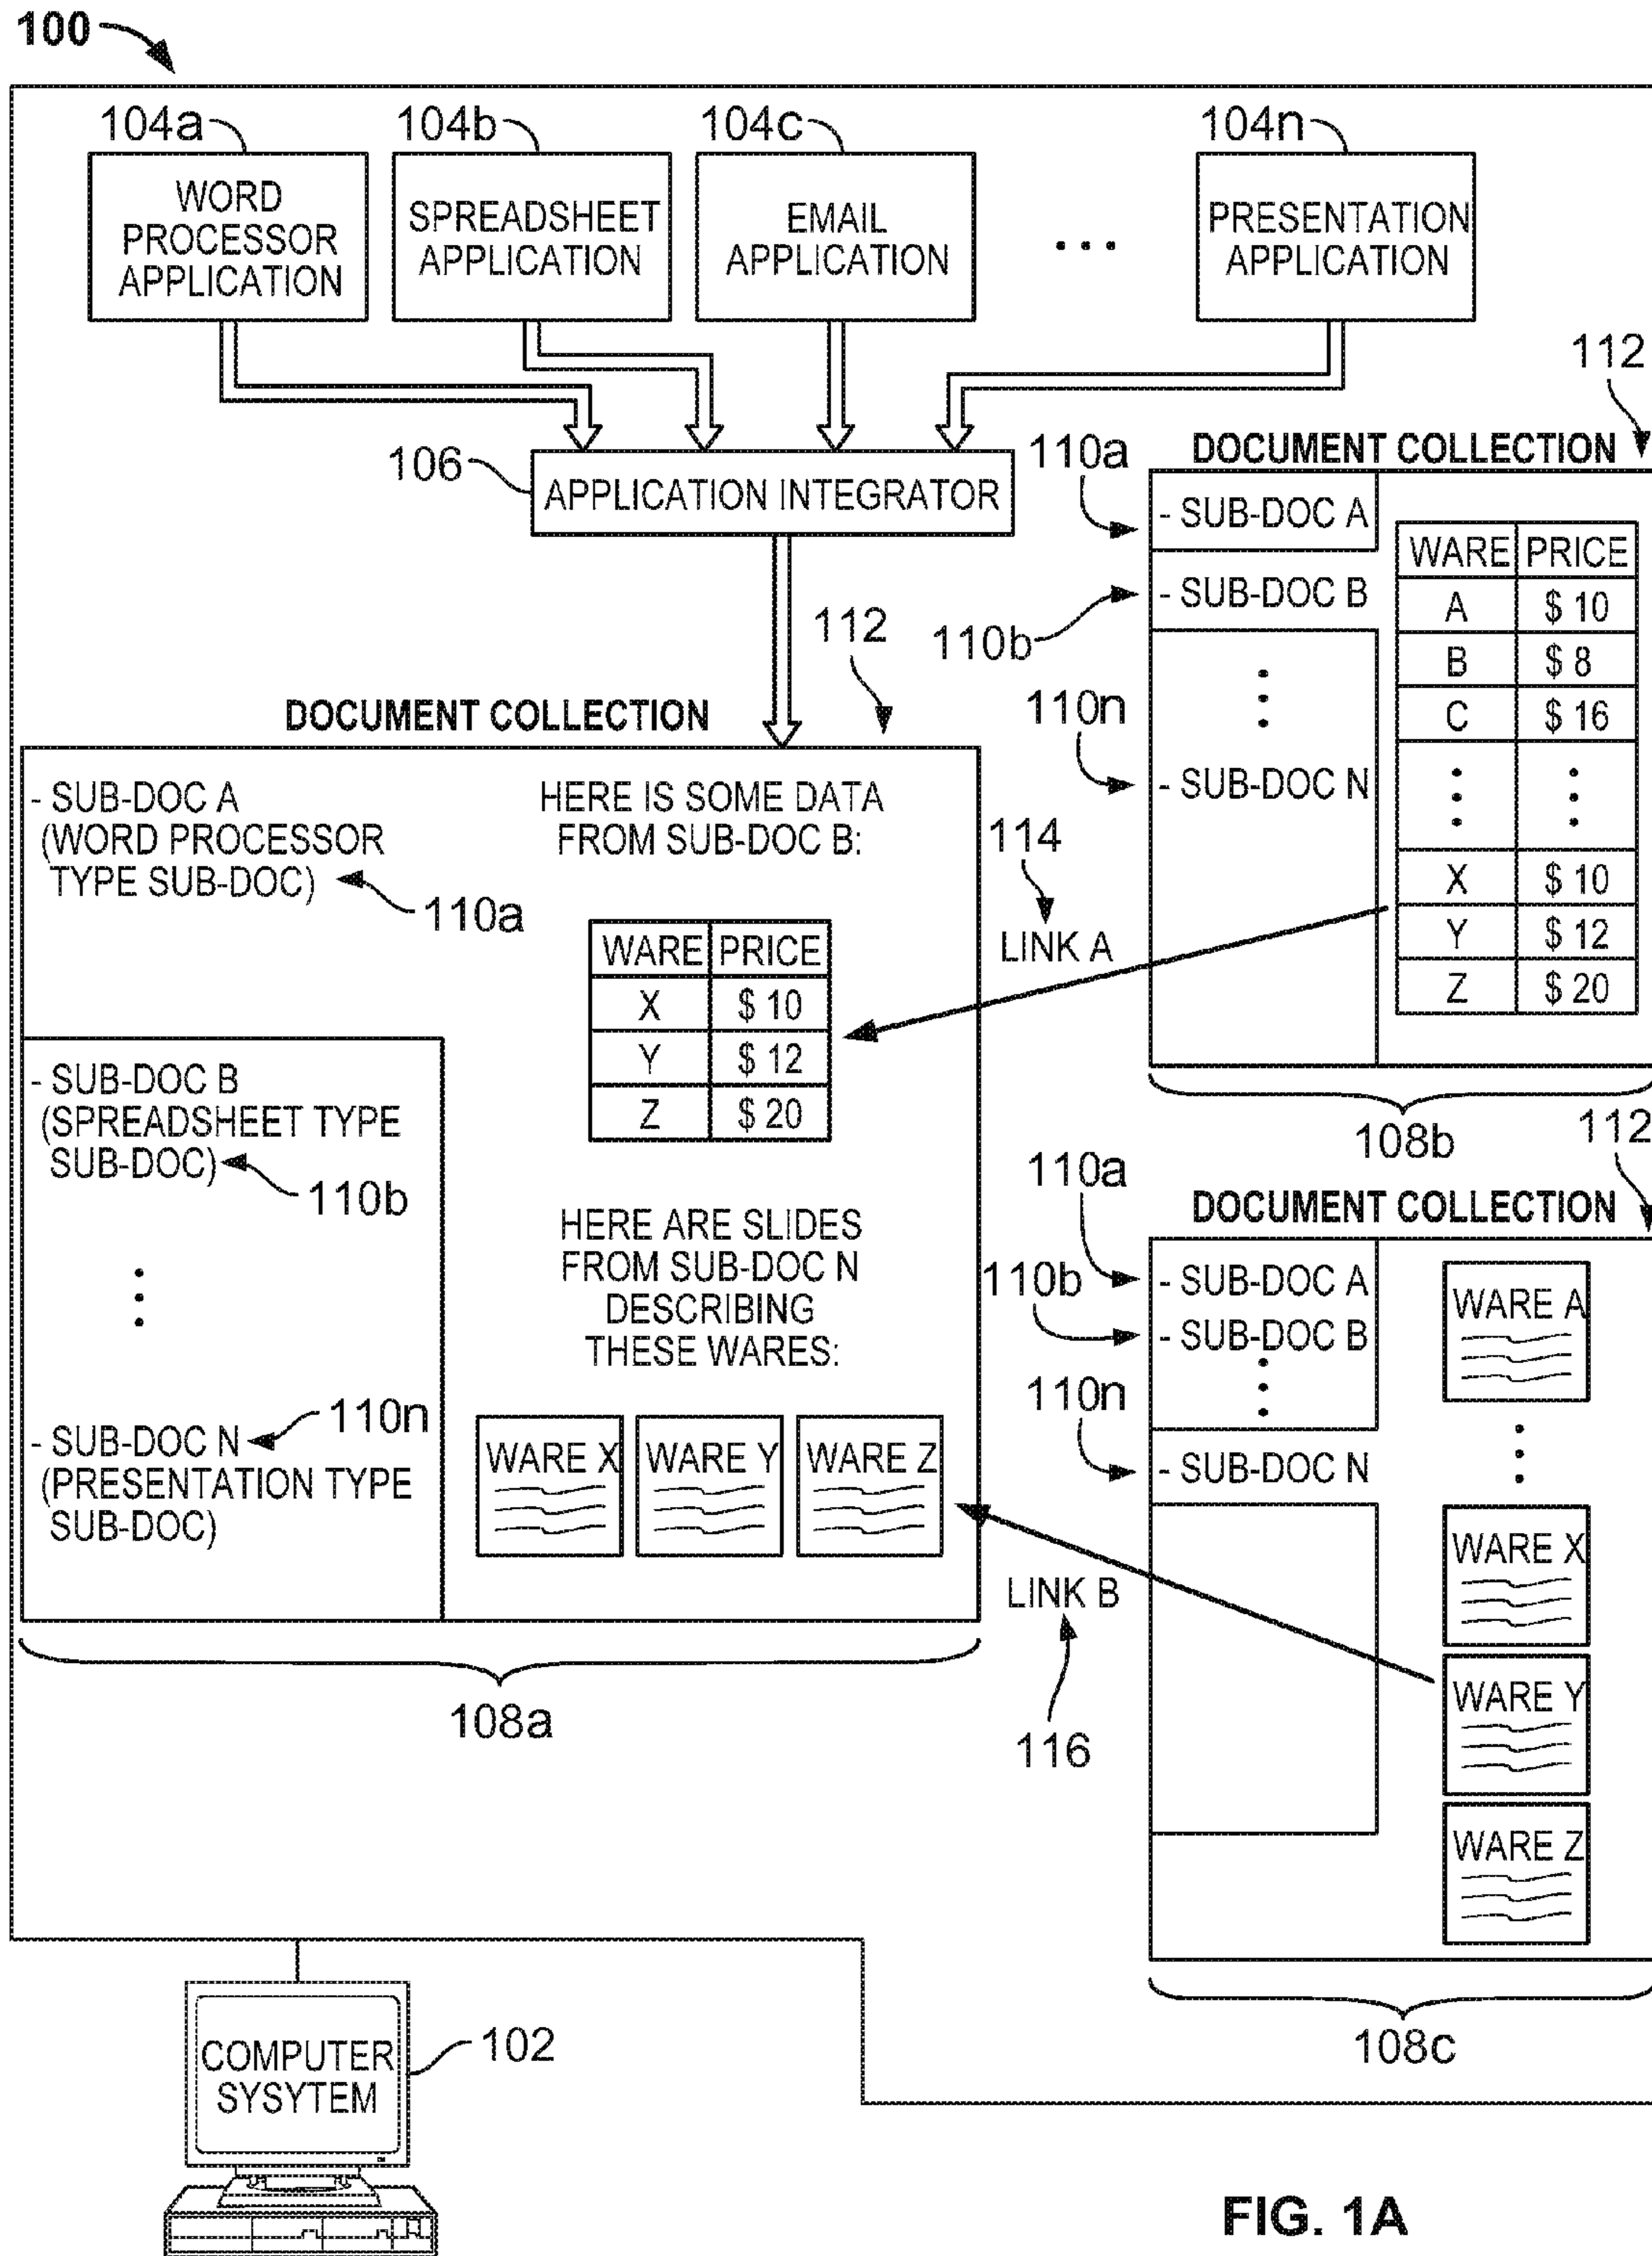 100
104a
104b
104c
104n
WORD
PROCESSOR
APPLICATION
SPREADSHEET
APPLICATION
EMAIL
APPLICATION
...
PRESENTATION
APPLICATION
106
APPLICATION INTEGRATOR
112
DOCUMENT COLLECTION
- SUB-DOC A
(WORD PROCESSOR
TYPE SUB-DOC)
110a
- SUB-DOC B
(SPREADSHEET TYPE
SUB-DOC)
110b
- SUB-DOC N
110n
(PRESENTATION TYPE
SUB-DOC)
HERE IS SOME DATA
FROM SUB-DOC B:
WARE PRICE
X $ 10
Y $ 12
Z $ 20
HERE ARE SLIDES
FROM SUB-DOC N
DESCRIBING
THESE WARES:
WARE X
WARE Y
WARE Z
108a
114
LINK A
112
DOCUMENT COLLECTION
110a
- SUB-DOC A
110b
- SUB-DOC B
110n
- SUB-DOC N
WARE PRICE
A $ 10
B $ 8
C $ 16
X $ 10
Y $ 12
Z $ 20
108b
112
DOCUMENT COLLECTION
110a
- SUB-DOC A
110b
- SUB-DOC B
110n
- SUB-DOC N
WARE A
WARE X
WARE Y
WARE Z
LINK B
116
108c
COMPUTER
SYSYTEM
102
FIG. 1A